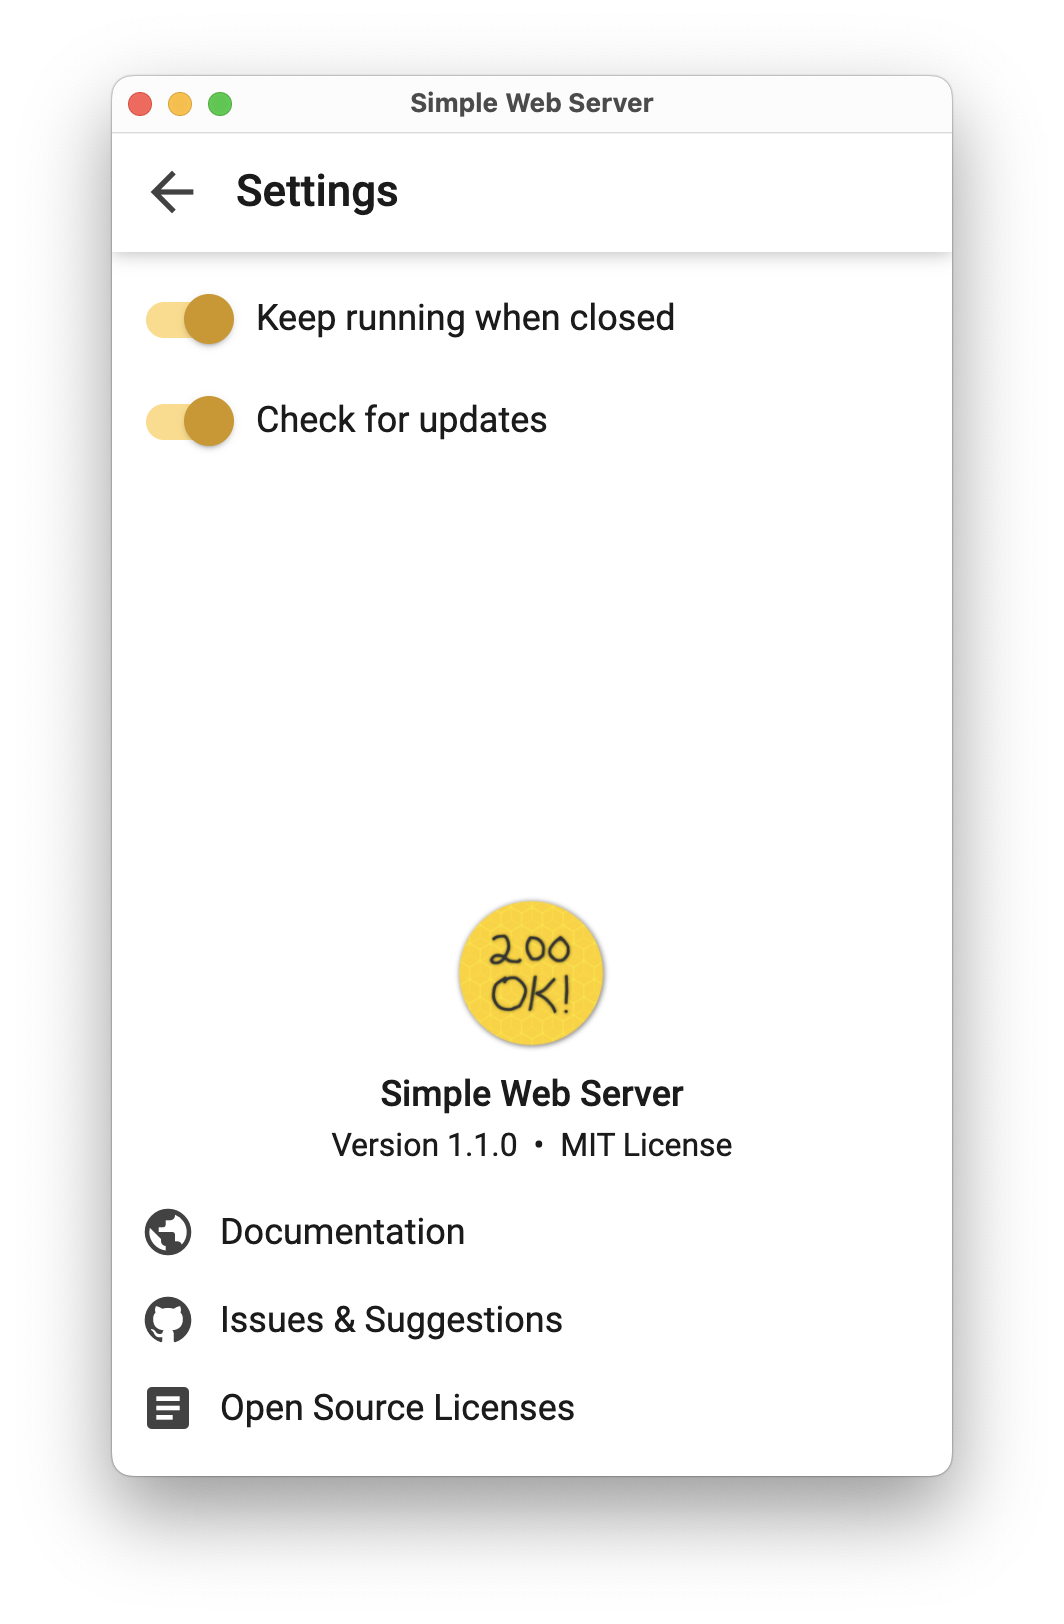 Simple Web Server
Settings
Keep running when closed
Check for updates
200
OK!
Simple Web Server
Version 1.1.0 • MIT License
Documentation
Issues & Suggestions
Open Source Licenses